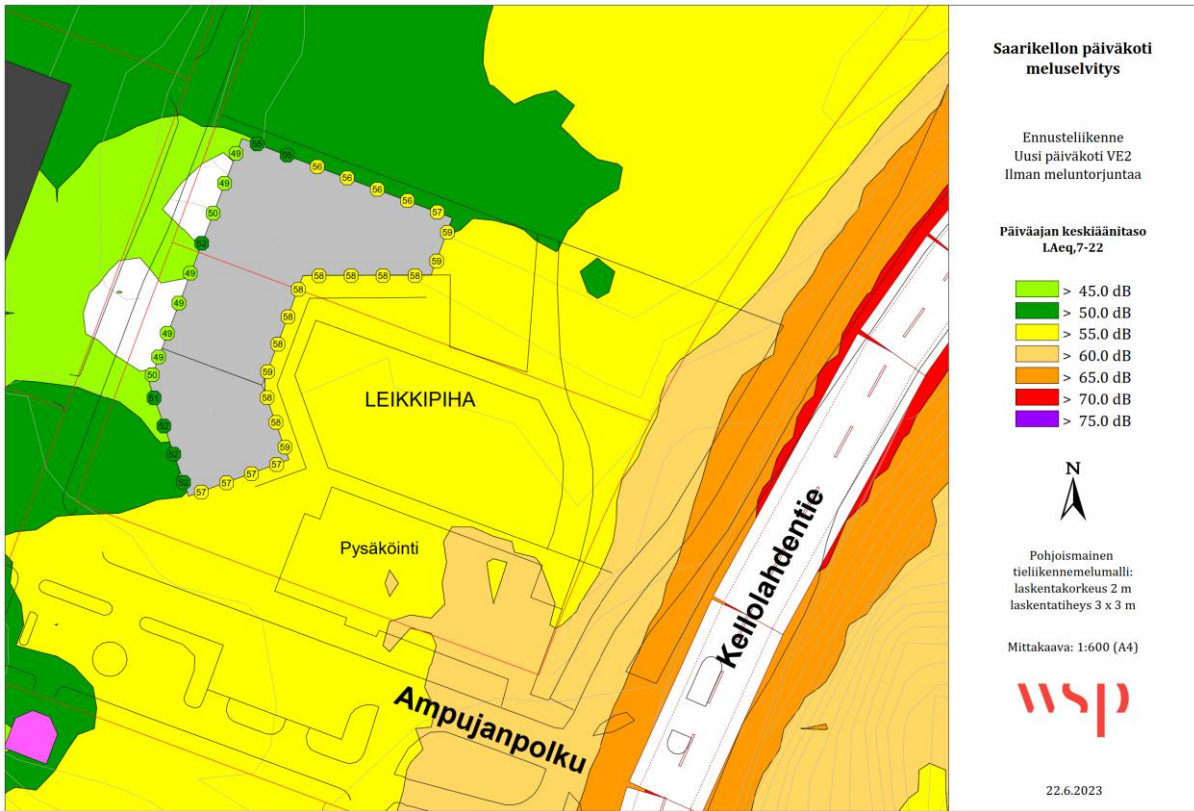 Saarikellon päiväkoti
meluselvitys
Ennusteliikenne
Uusi päiväkoti VE2
Ilman meluntorjuntaa
Päiväajan keskiäänitaso
LAeq,7-22
> 45.0 dB
> 50.0 dB
> 55.0 dB
> 60.0 dB
> 65.0 dB
> 70.0 dB
> 75.0 dB
N
Pohjoismainen
tieliikennemelumalli:
laskentakorkeus 2 m
laskentatiheys 3 x 3 m
Mittakaava: 1:600 (A4)
wsp
22.6.2023
49
55
55
56
56
56
56
57
59
59
58
58
58
58
58
58
58
59
58
58
59
57
57
57
57
52
52
52
51
50
49
49
49
49
52
50
49
LEIKKIPIHA
Pysäköinti
Ampujanpolku
Kellolahdentie